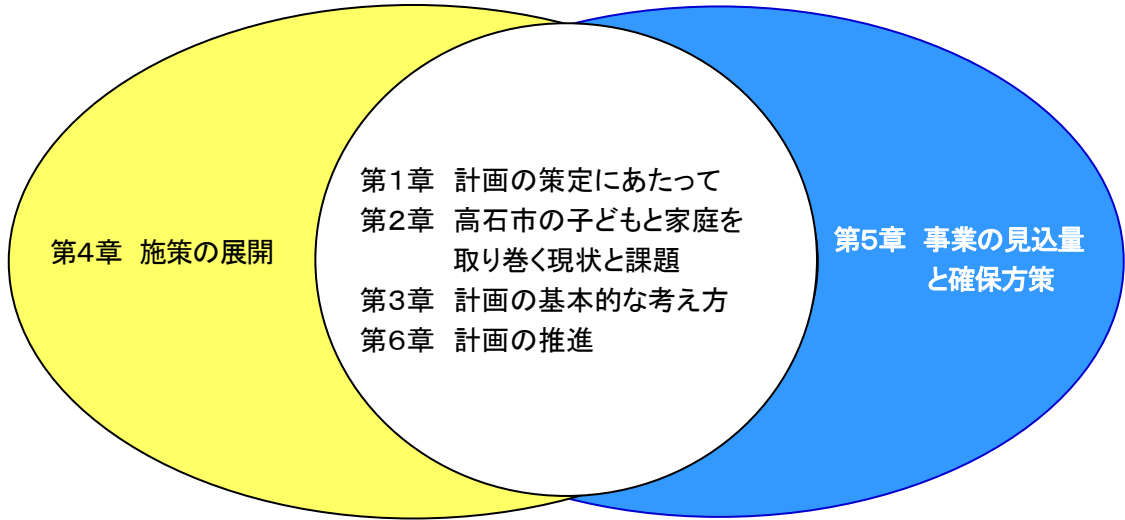 第4章 施策の展開
第1章 計画の策定にあたって
第2章 高石市の子どもと家庭を
取り巻く現状と課題
第3章 計画の基本的な考え方
第6章 計画の推進
第5章 事業の見込量
と確保方策